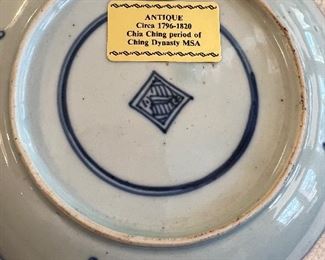 ANTIQUE
Circa 1796-1820
Chia Ching period of
Ching Dynasty MSA